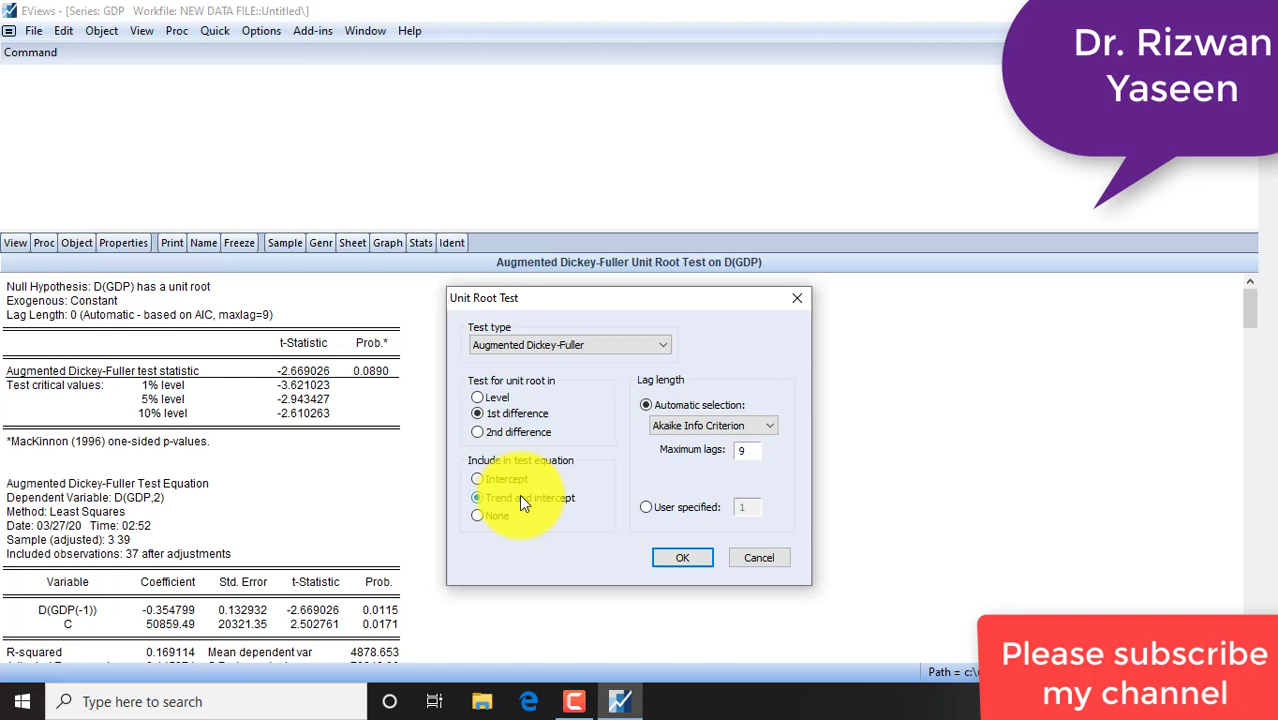 EViews - [Series: GDP Workfile: NEW DATA FILE::Untitled\]
File Edit Object View Proc Quick Options Add-ins Window Help
Command
Dr. Rizwan
Yaseen
View Proc Object Properties Print Name Freeze Sample Genr Sheet Graph Stats Ident
Augmented Dickey-Fuller Unit Root Test on D(GDP)
Null Hypothesis: D(GDP) has a unit root
Exogenous: Constant
Lag Length: 0 (Automatic - based on AIC, maxlag=9)
t-Statistic Prob.*
Augmented Dickey-Fuller test statistic -2.669026 0.0890
Test critical values: 1% level -3.621023
5% level -2.943427
10% level -2.610263
*MacKinnon (1996) one-sided p-values.
Augmented Dickey-Fuller Test Equation
Dependent Variable: D(GDP,2)
Method: Least Squares
Date: 03/27/20 Time: 02:52
Sample (adjusted): 3 39
Included observations: 37 after adjustments
Variable Coefficient Std. Error t-Statistic Prob.
D(GDP(-1)) -0.354799 0.132932 -2.669026 0.0115
C 50859.49 20321.35 2.502761 0.0171
R-squared 0.169114 Mean dependent var 4878.653
Unit Root Test
Test type
Augmented Dickey-Fuller
Test for unit root in
Level
1st difference
2nd difference
Include in test equation
Intercept
Trend and intercept
None
Lag length
Automatic selection:
Akaike Info Criterion
Maximum lags: 9
User specified: 1
OK Cancel
Path = c:\
Please subscribe
my channel
Type here to search